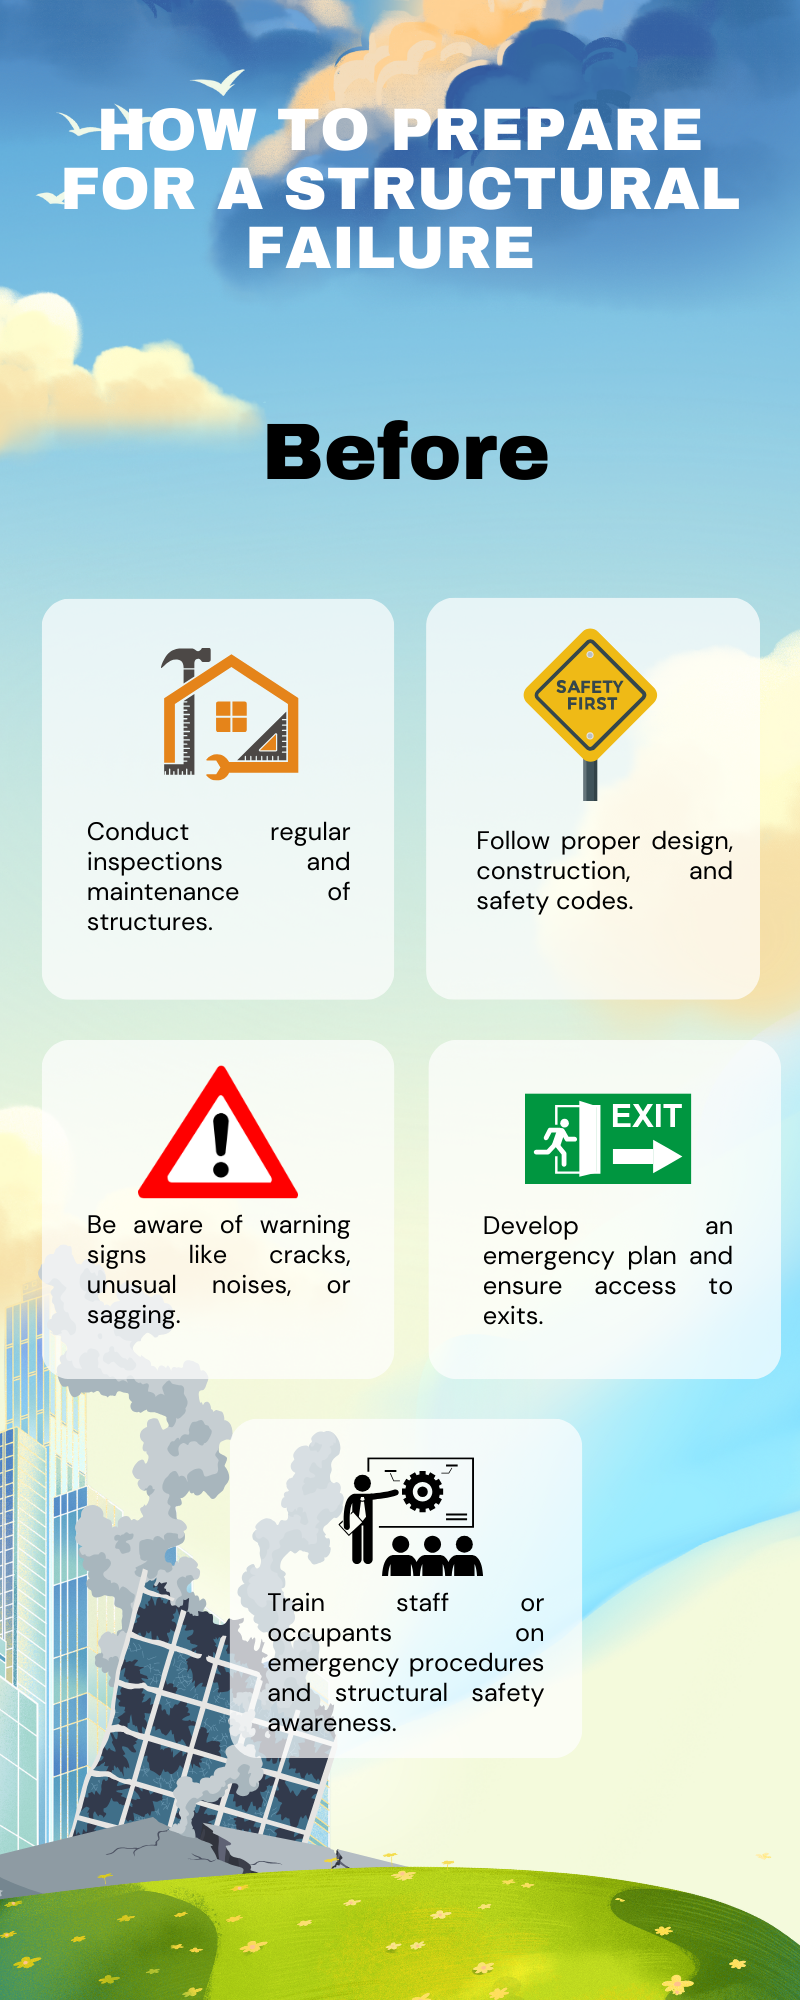 HOW TO PREPARE
FOR A STRUCTURAL
FAILURE
Before
SAFETY
FIRST
Conduct regular
inspections and
maintenance of
structures.
Follow proper design,
construction, and
safety codes.
Be aware of warning
signs like cracks,
unusual noises, or
sagging.
EXIT
Develop an
emergency plan and
ensure access to
exits.
Train staff or
occupants on
emergency procedures
and structural safety
awareness.